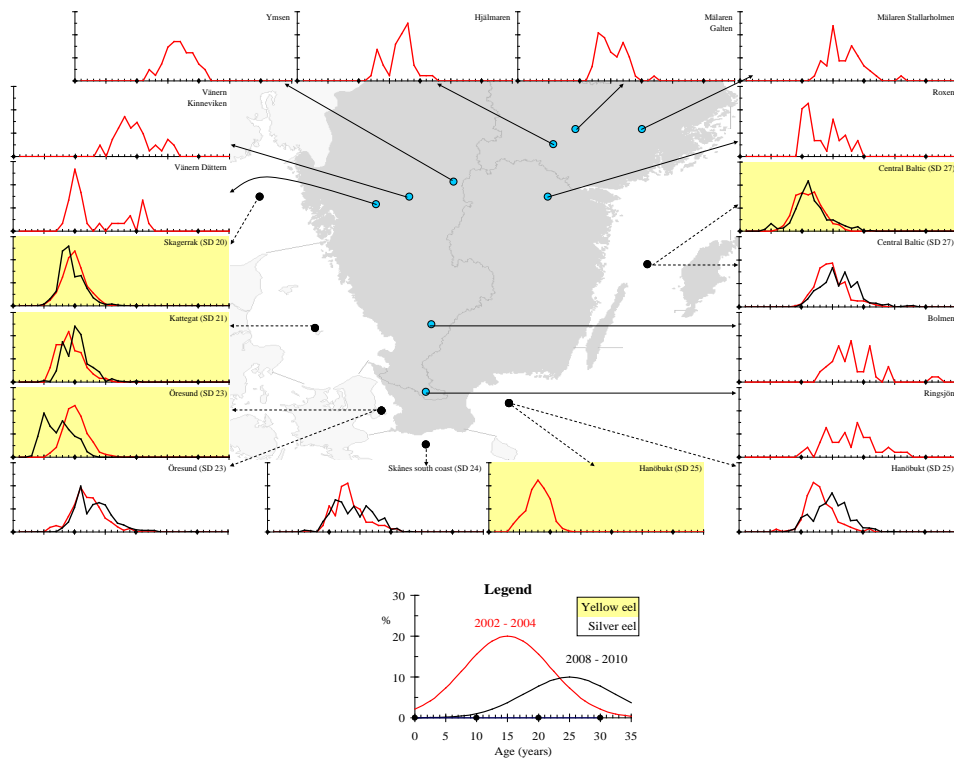 Ymsen
Hjälmaren
Mälaren
Galten
Mälaren Stallarholmen
Vänern
Kinneviken
Roxen
Vänern Dättern
Central Baltic (SD 27)
Skagerrak (SD 20)
Central Baltic (SD 27)
Kattegat (SD 21)
Bolmen
Öresund (SD 23)
Ringsjön
Öresund (SD 23)
Skånes south coast (SD 24)
Hanöbukt (SD 25)
Hanöbukt (SD 25)
Legend
30
20
10
0
%
2002 - 2004
2008 - 2010
Yellow eel
Silver eel
0 5 10 15 20 25 30 35
Age (years)